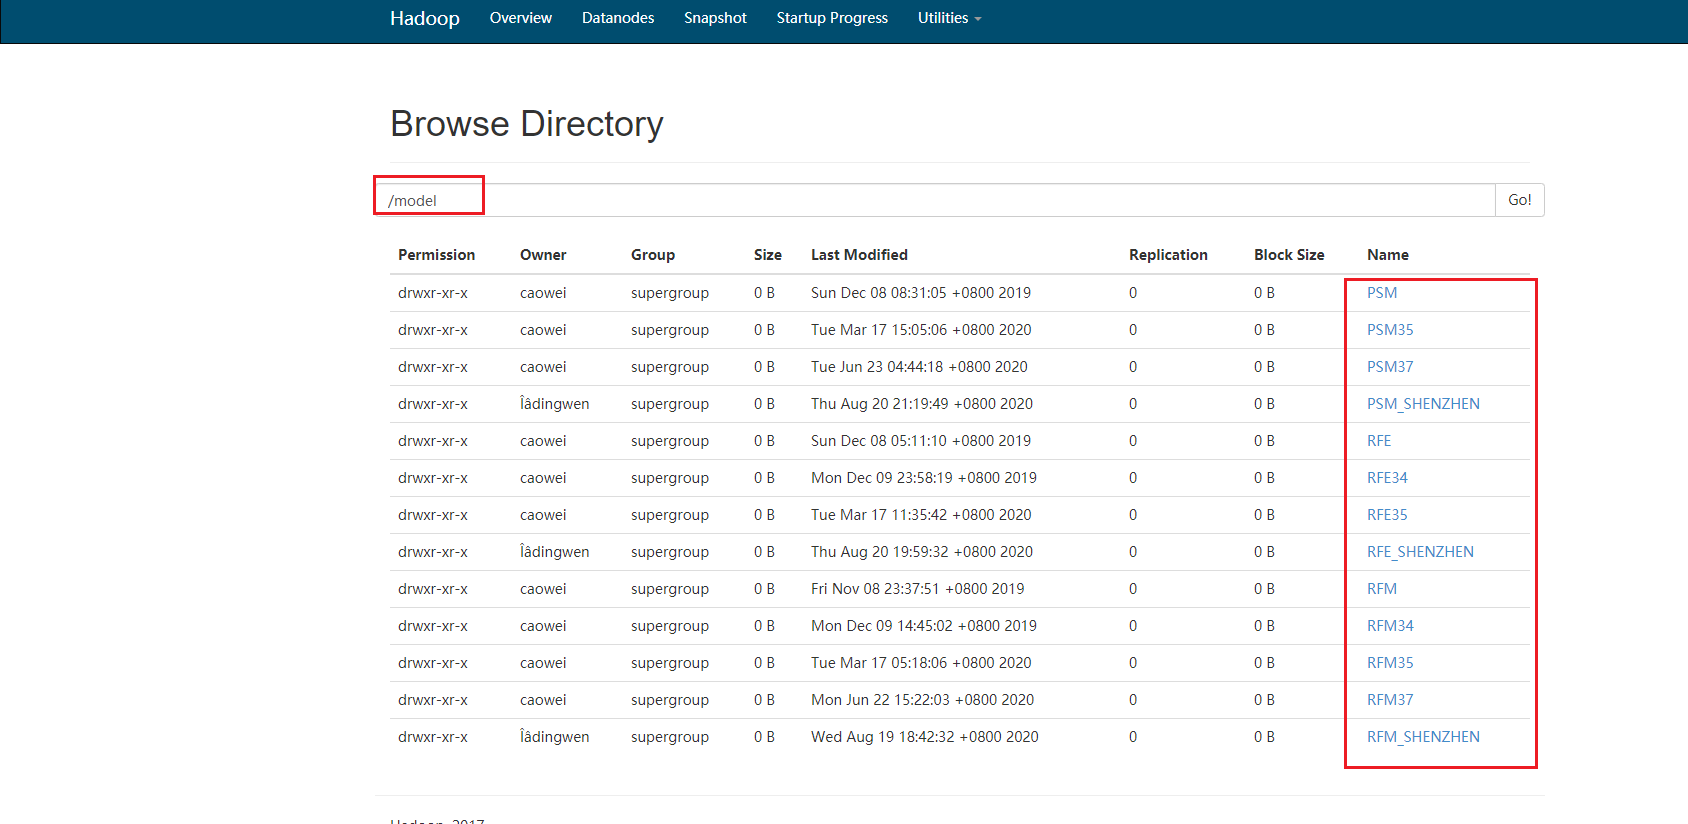 Hadoop Overview Datanodes Snapshot Startup Progress Utilities
Browse Directory
/model Go!
Permission Owner Group Size Last Modified Replication Block Size Name
drwxr-xr-x caowei supergroup 0 B Sun Dec 08 08:31:05 +0800 2019 0 0 B PSM
drwxr-xr-x caowei supergroup 0 B Tue Mar 17 15:05:06 +0800 2020 0 0 B PSM35
drwxr-xr-x caowei supergroup 0 B Tue Jun 23 04:44:18 +0800 2020 0 0 B PSM37
drwxr-xr-x Îâdingwen supergroup 0 B Thu Aug 20 21:19:49 +0800 2020 0 0 B PSM_SHENZHEN
drwxr-xr-x caowei supergroup 0 B Sun Dec 08 05:11:10 +0800 2019 0 0 B RFE
drwxr-xr-x caowei supergroup 0 B Mon Dec 09 23:58:19 +0800 2019 0 0 B RFE34
drwxr-xr-x caowei supergroup 0 B Tue Mar 17 11:35:42 +0800 2020 0 0 B RFE35
drwxr-xr-x Îâdingwen supergroup 0 B Thu Aug 20 19:59:32 +0800 2020 0 0 B RFE_SHENZHEN
drwxr-xr-x caowei supergroup 0 B Fri Nov 08 23:37:51 +0800 2019 0 0 B RFM
drwxr-xr-x caowei supergroup 0 B Mon Dec 09 14:45:02 +0800 2019 0 0 B RFM34
drwxr-xr-x caowei supergroup 0 B Tue Mar 17 05:18:06 +0800 2020 0 0 B RFM35
drwxr-xr-x caowei supergroup 0 B Mon Jun 22 15:22:03 +0800 2020 0 0 B RFM37
drwxr-xr-x Îâdingwen supergroup 0 B Wed Aug 19 18:42:32 +0800 2020 0 0 B RFM_SHENZHEN
Hadoop, 2017.